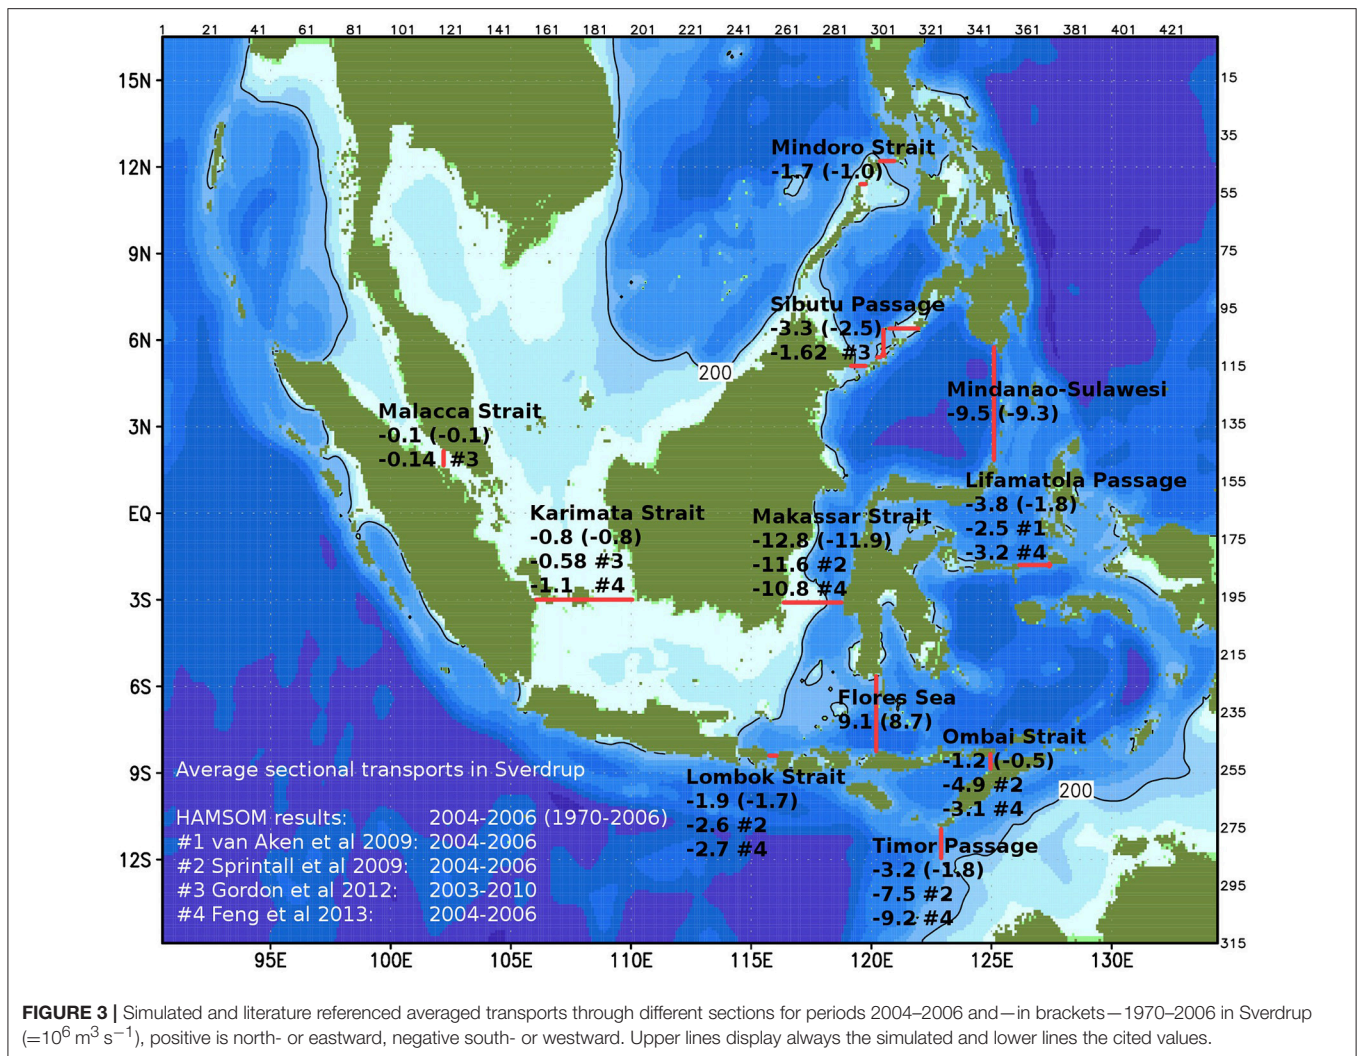 1 21 41 61 81 101 121 141 161 181 201 221 241 261 281 301 321 341 361 381 401 421
15N
12N
9N
6N
3N
EQ
3S
6S
9S
12S
15
35
55
75
95
115
135
155
175
195
215
235
255
275
295
315
95E 100E 105E 110E 115E 120E 125E 130E
Mindoro Strait
-1.7 (-1.0)
Sibutu Passage
-3.3 (-2.5)
-1.62 #3
200
Mindanao-Sulawesi
-9.5 (-9.3)
Malacca Strait
-0.1 (-0.1)
-0.14 #3
Lifamatola Passage
-3.8 (-1.8)
-2.5 #1
-3.2 #4
Karimata Strait
-0.8 (-0.8)
-0.58 #3
-1.1 #4
Makassar Strait
-12.8 (-11.9)
-11.6 #2
-10.8 #4
Flores Sea
9.1 (8.7)
Ombai Strait
-1.2 (-0.5)
-4.9 #2
-3.1 #4
200
Lombok Strait
-1.9 (-1.7)
-2.6 #2
-2.7 #4
Timor Passage
-3.2 (-1.8)
-7.5 #2
-9.2 #4
Average sectional transports in Sverdrup
HAMSOM results: 2004-2006 (1970-2006)
#1 van Aken et al 2009: 2004-2006
#2 Sprintall et al 2009: 2004-2006
#3 Gordon et al 2012: 2003-2010
#4 Feng et al 2013: 2004-2006
FIGURE 3 | Simulated and literature referenced averaged transports through different sections for periods 2004–2006 and—in brackets—1970–2006 in Sverdrup
(=10⁶ m³ s⁻¹), positive is north- or eastward, negative south- or westward. Upper lines display always the simulated and lower lines the cited values.